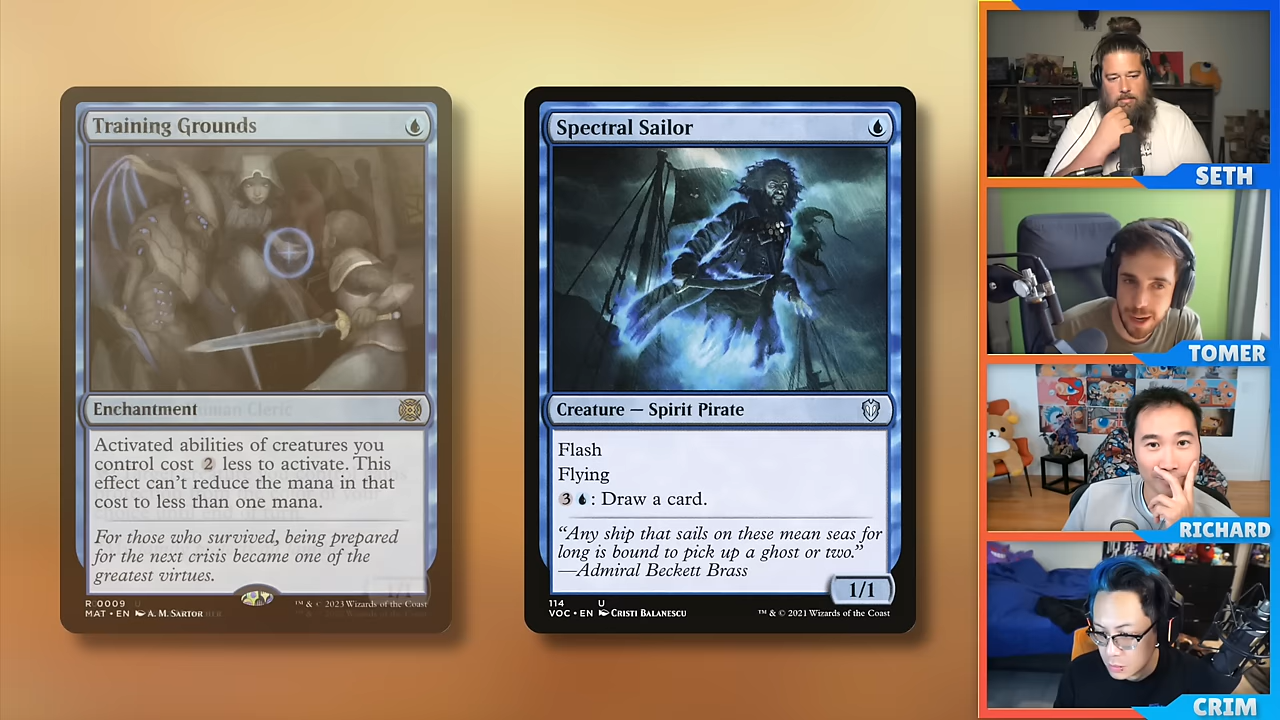 Training Grounds
Enchantment
Activated abilities of creatures you
control cost 2 less to activate. This
effect can't reduce the mana in that
cost to less than one mana.
For those who survived, being prepared
for the next crisis became one of the
greatest virtues.
R 0009
MAT • EN A. M. SARTOR
™ & © 2023 Wizards of the Coast
Spectral Sailor
Creature — Spirit Pirate
Flash
Flying
3: Draw a card.
“Any ship that sails on these mean seas for
long is bound to pick up a ghost or two.”
—Admiral Beckett Brass
1/1
114 U
VOC • EN CRISTI BALANESCU
™ & © 2021 Wizards of the Coast
SETH
TOMER
RICHARD
CRIM